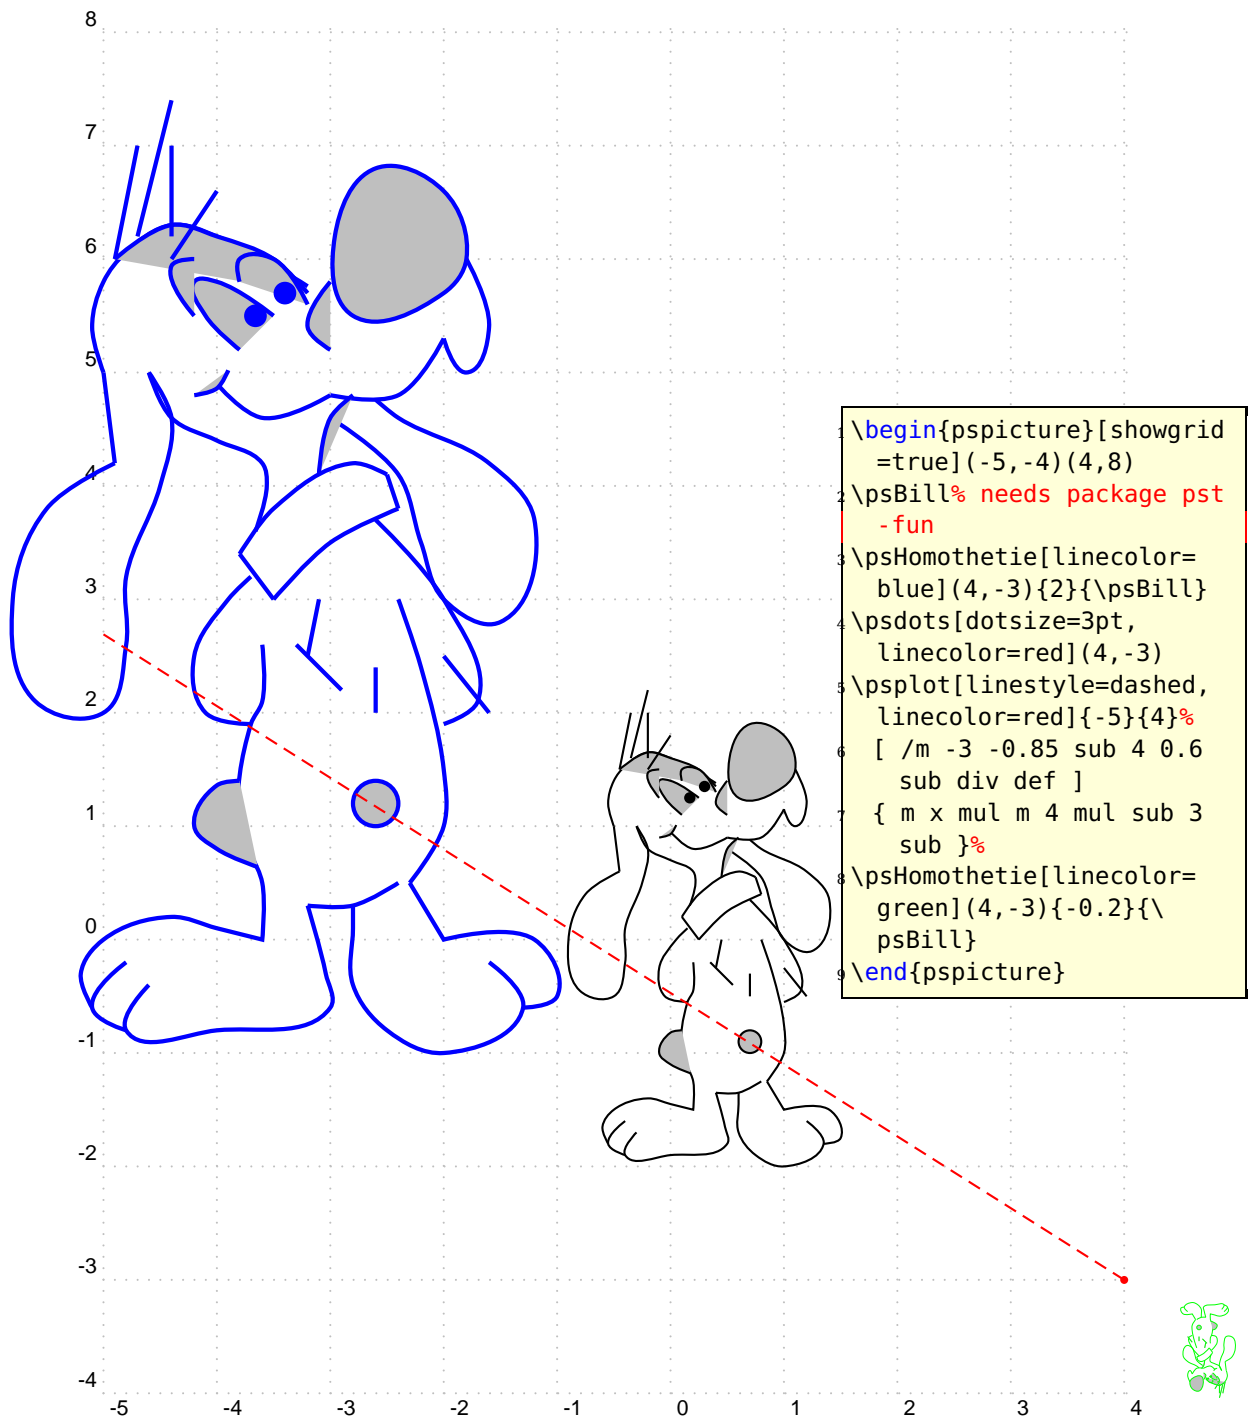 8
7
6
5
4
3
2
1
0
-1
-2
-3
-4
-5 -4 -3 -2 -1 0 1 2 3 4
1 \begin{pspicture}[showgrid
=true](-5,-4)(4,8)
2 \psBill% needs package pst
-fun
3 \psHomothetie[linecolor=
blue](4,-3){2}{\psBill}
4 \psdots[dotsize=3pt,
linecolor=red](4,-3)
5 \psplot[linestyle=dashed,
linecolor=red]{-5}{4}%
6 [ /m -3 -0.85 sub 4 0.6
sub div def ]
7 { m x mul m 4 mul sub 3
sub }%
8 \psHomothetie[linecolor=
green](4,-3){-0.2}{\
psBill}
9 \end{pspicture}